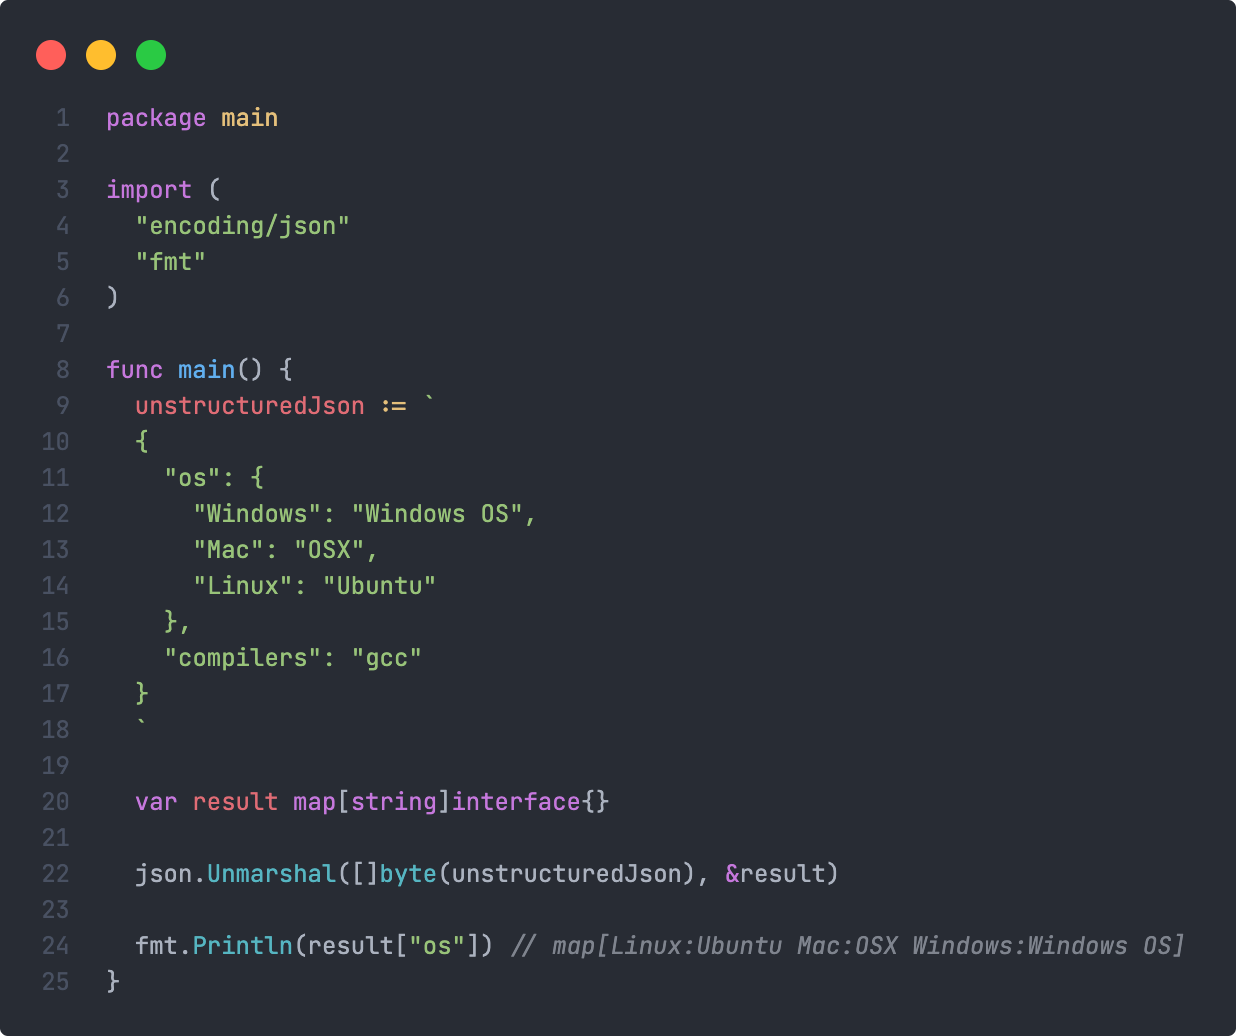 1 package main
2
3 import (
4   "encoding/json"
5   "fmt"
6 )
7
8 func main() {
9   unstructuredJson := `
10   {
11     "os": {
12       "Windows": "Windows OS",
13       "Mac": "OSX",
14       "Linux": "Ubuntu"
15     },
16     "compilers": "gcc"
17   }
18   `
19
20   var result map[string]interface{}
21
22   json.Unmarshal([]byte(unstructuredJson), &result)
23
24   fmt.Println(result["os"]) // map[Linux:Ubuntu Mac:OSX Windows:Windows OS]
25 }